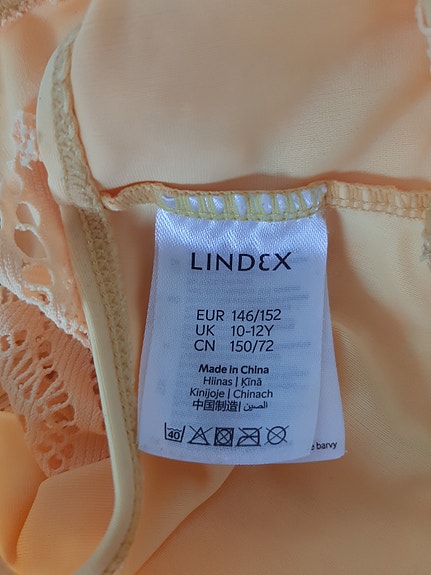 LINDEX
EUR 146/152
UK 10-12Y
CN 150/72
Made in China
Hiinas | Ķīnā
Kinijoje | Chinach
中国制造 | الصين
40
barvy